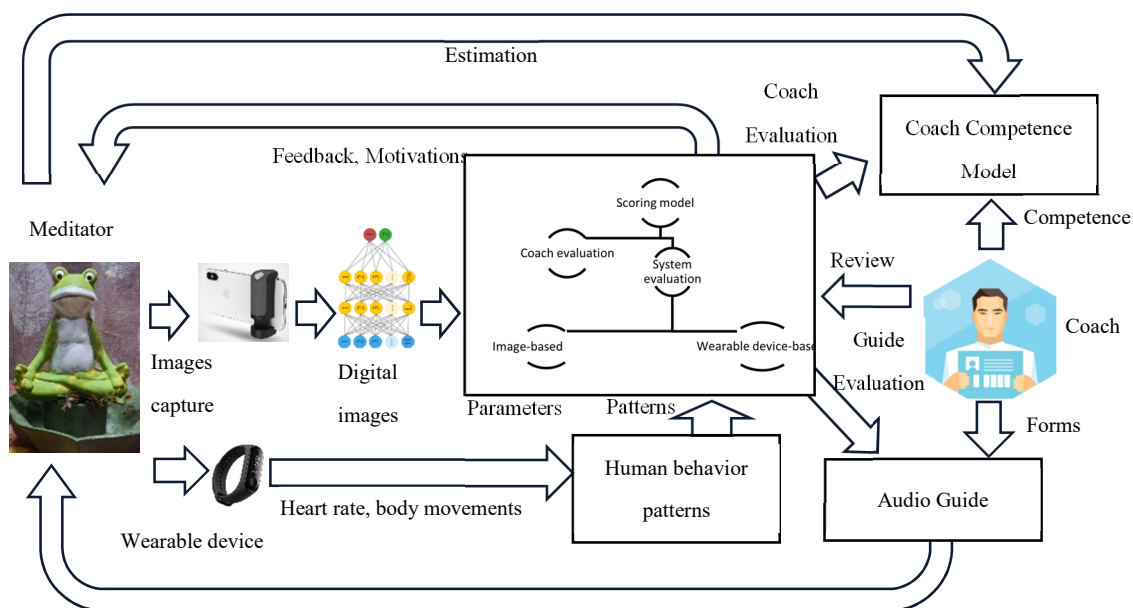 Estimation
Coach
Evaluation
Coach Competence
Model
Feedback, Motivations
Meditator
Scoring model
Competence
Coach evaluation
System
evaluation
Review
Image-based
Wearable device-base
Guide
Coach
Images
capture
Digital
images
Evaluation
Parameters
Patterns
Forms
Human behavior
patterns
Audio Guide
Heart rate, body movements
Wearable device